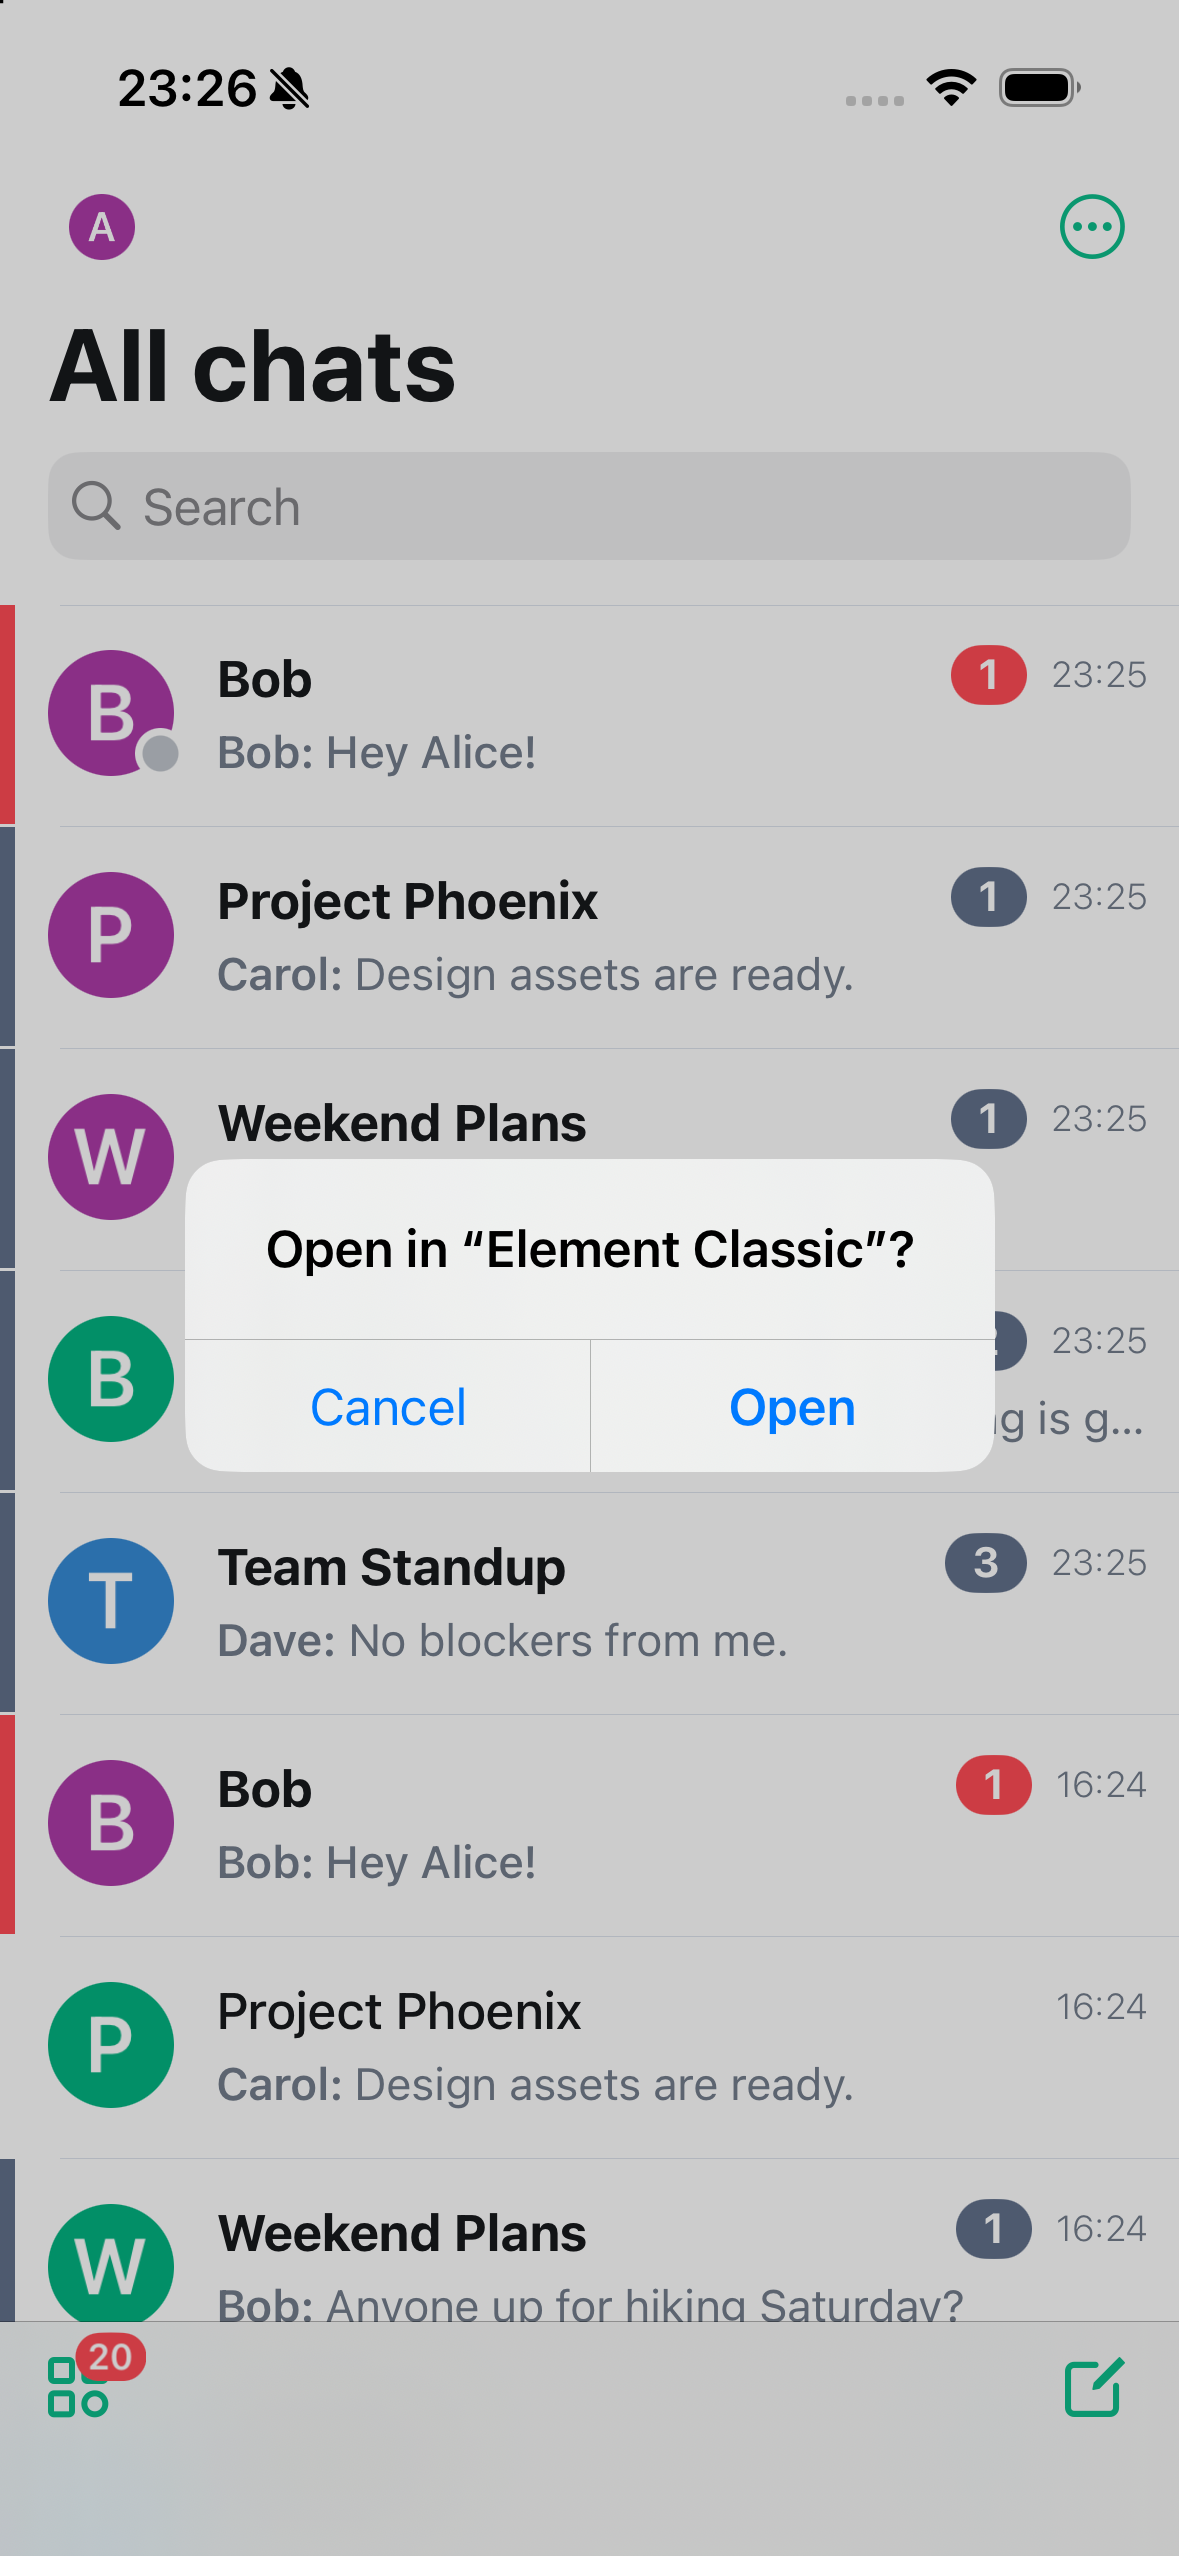 23:26
A
All chats
Search
B
Bob
1
23:25
Bob: Hey Alice!
P
Project Phoenix
1
23:25
Carol: Design assets are ready.
W
Weekend Plans
1
23:25
Open in “Element Classic”?
Cancel
Open
B
23:25
is g...
T
Team Standup
3
23:25
Dave: No blockers from me.
B
Bob
1
16:24
Bob: Hey Alice!
P
Project Phoenix
16:24
Carol: Design assets are ready.
W
Weekend Plans
1
16:24
Bob: Anyone up for hiking Saturday?
20